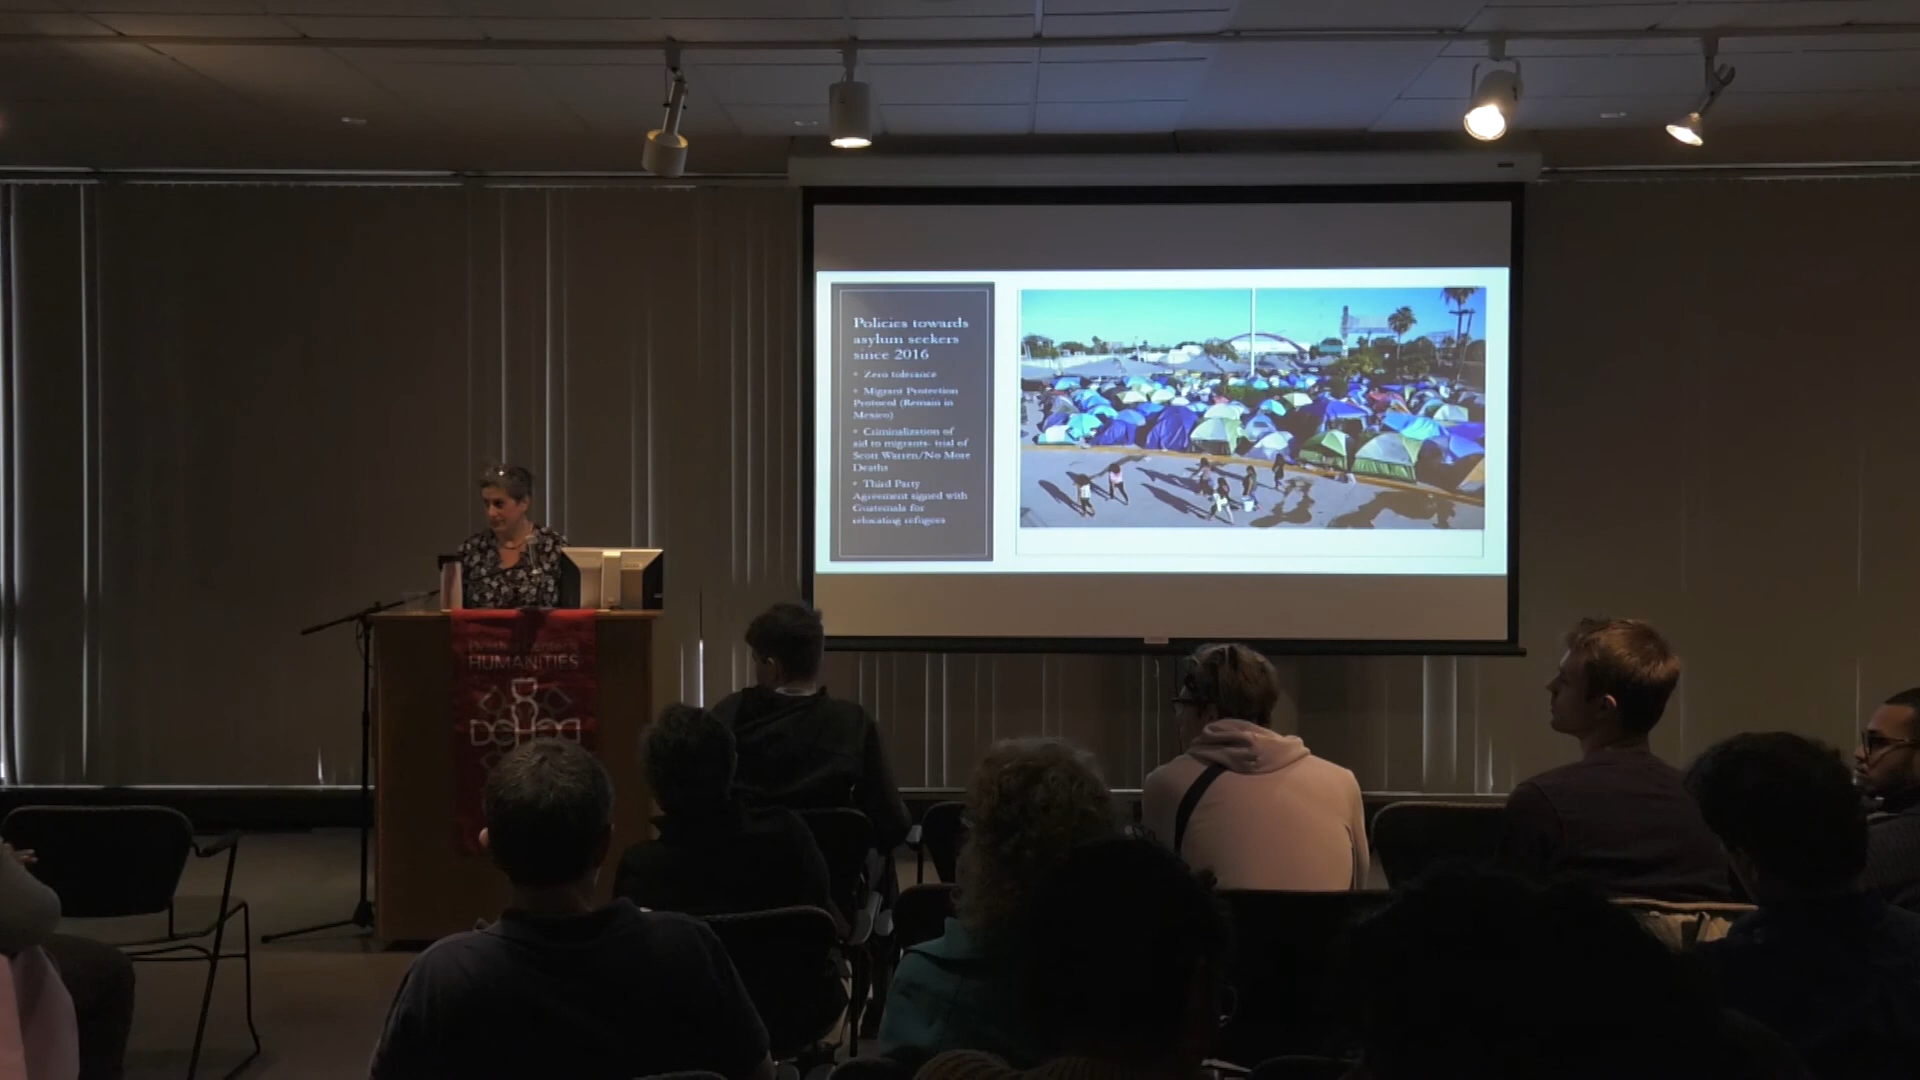 Policies towards
asylum seekers
since 2016
• Zero tolerance
• Migrant Protection
Protocol (Remain in
Mexico)
• Criminalization of
aid to migrants- trial of
Scott Warren/No More
Deaths
• Third Party
Agreement signed with
Guatemala for
relocating refugees
HUMANITIES